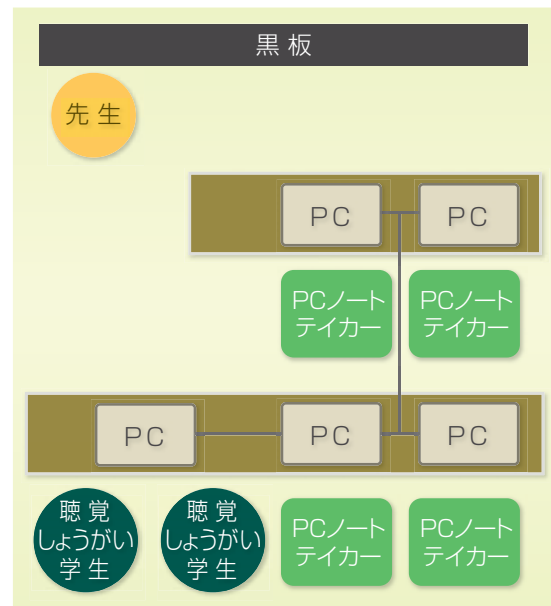 黒板
先生
PC
PC
PCノート
テイカー
PCノート
テイカー
PC
PC
PC
聴覚
しょうがい
学生
聴覚
しょうがい
学生
PCノート
テイカー
PCノート
テイカー